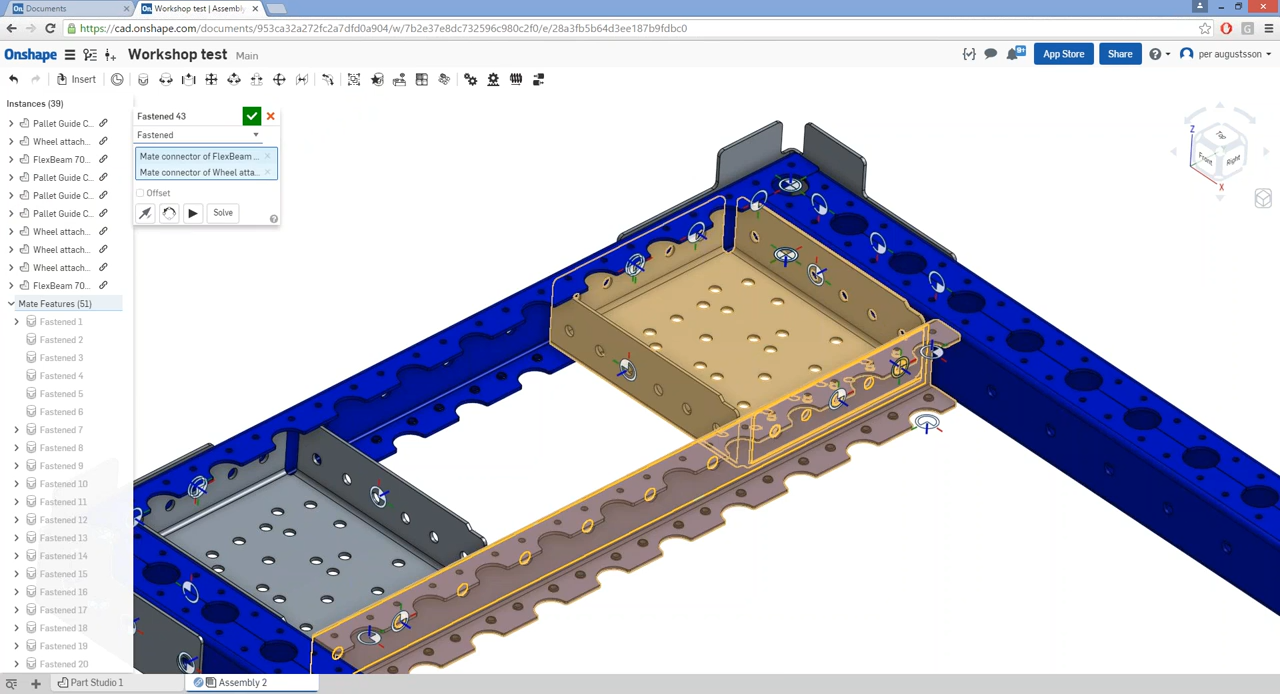 Documents
Workshop test | Assembly
https://cad.onshape.com/documents/953ca32a272fc2a7dfd0a904/w/7b2e37e8dc732596c980c2f0/e/28a3fb5b64d3ee187b9fdbc0
Onshape
Workshop test
Main
9+
App Store
Share
per augustsson
Insert
Instances (39)
Pallet Guide C...
Wheel attach...
FlexBeam 70...
Pallet Guide C...
Pallet Guide C...
Pallet Guide C...
Wheel attach...
Wheel attach...
Wheel attach...
FlexBeam 70...
Mate Features (51)
Fastened 1
Fastened 2
Fastened 3
Fastened 4
Fastened 5
Fastened 6
Fastened 7
Fastened 8
Fastened 9
Fastened 10
Fastened 11
Fastened 12
Fastened 13
Fastened 14
Fastened 15
Fastened 16
Fastened 17
Fastened 18
Fastened 19
Fastened 20
Fastened 43
Fastened
Mate connector of FlexBeam ...
Mate connector of Wheel atta...
Offset
Solve
Z
Top
Front
Right
X
Part Studio 1
Assembly 2